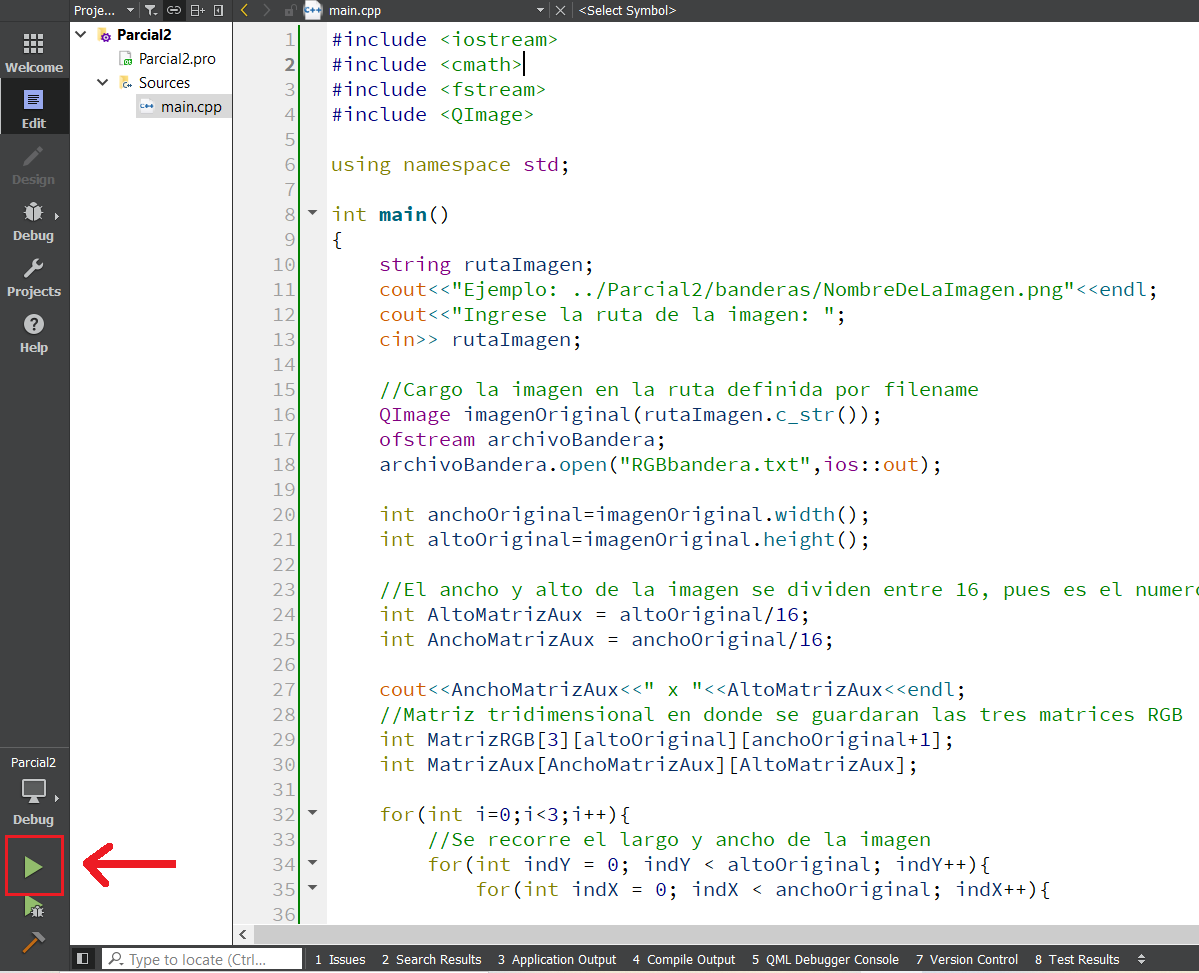 Proje...
main.cpp
<Select Symbol>
Welcome
Edit
Design
Debug
Projects
Help
Parcial2
Parcial2.pro
Sources
main.cpp
1 #include <iostream>
2 #include <cmath>
3 #include <fstream>
4 #include <QImage>
5
6 using namespace std;
7
8 int main()
9 {
10     string rutaImagen;
11     cout<<"Ejemplo: ../Parcial2/banderas/NombreDeLaImagen.png"<<endl;
12     cout<<"Ingrese la ruta de la imagen: ";
13     cin>> rutaImagen;
14
15     //Cargo la imagen en la ruta definida por filename
16     QImage imagenOriginal(rutaImagen.c_str());
17     ofstream archivoBandera;
18     archivoBandera.open("RGBbandera.txt",ios::out);
19
20     int anchoOriginal=imagenOriginal.width();
21     int altoOriginal=imagenOriginal.height();
22
23     //El ancho y alto de la imagen se dividen entre 16, pues es el numero
24     int AltoMatrizAux = altoOriginal/16;
25     int AnchoMatrizAux = anchoOriginal/16;
26
27     cout<<AnchoMatrizAux<<" x "<<AltoMatrizAux<<endl;
28     //Matriz tridimensional en donde se guardaran las tres matrices RGB
29     int MatrizRGB[3][altoOriginal][anchoOriginal+1];
30     int MatrizAux[AnchoMatrizAux][AltoMatrizAux];
31
32     for(int i=0;i<3;i++){
33         //Se recorre el largo y ancho de la imagen
34         for(int indY = 0; indY < altoOriginal; indY++){
35             for(int indX = 0; indX < anchoOriginal; indX++){
36
Parcial2
Debug
Type to locate (Ctrl...
1 Issues
2 Search Results
3 Application Output
4 Compile Output
5 QML Debugger Console
7 Version Control
8 Test Results